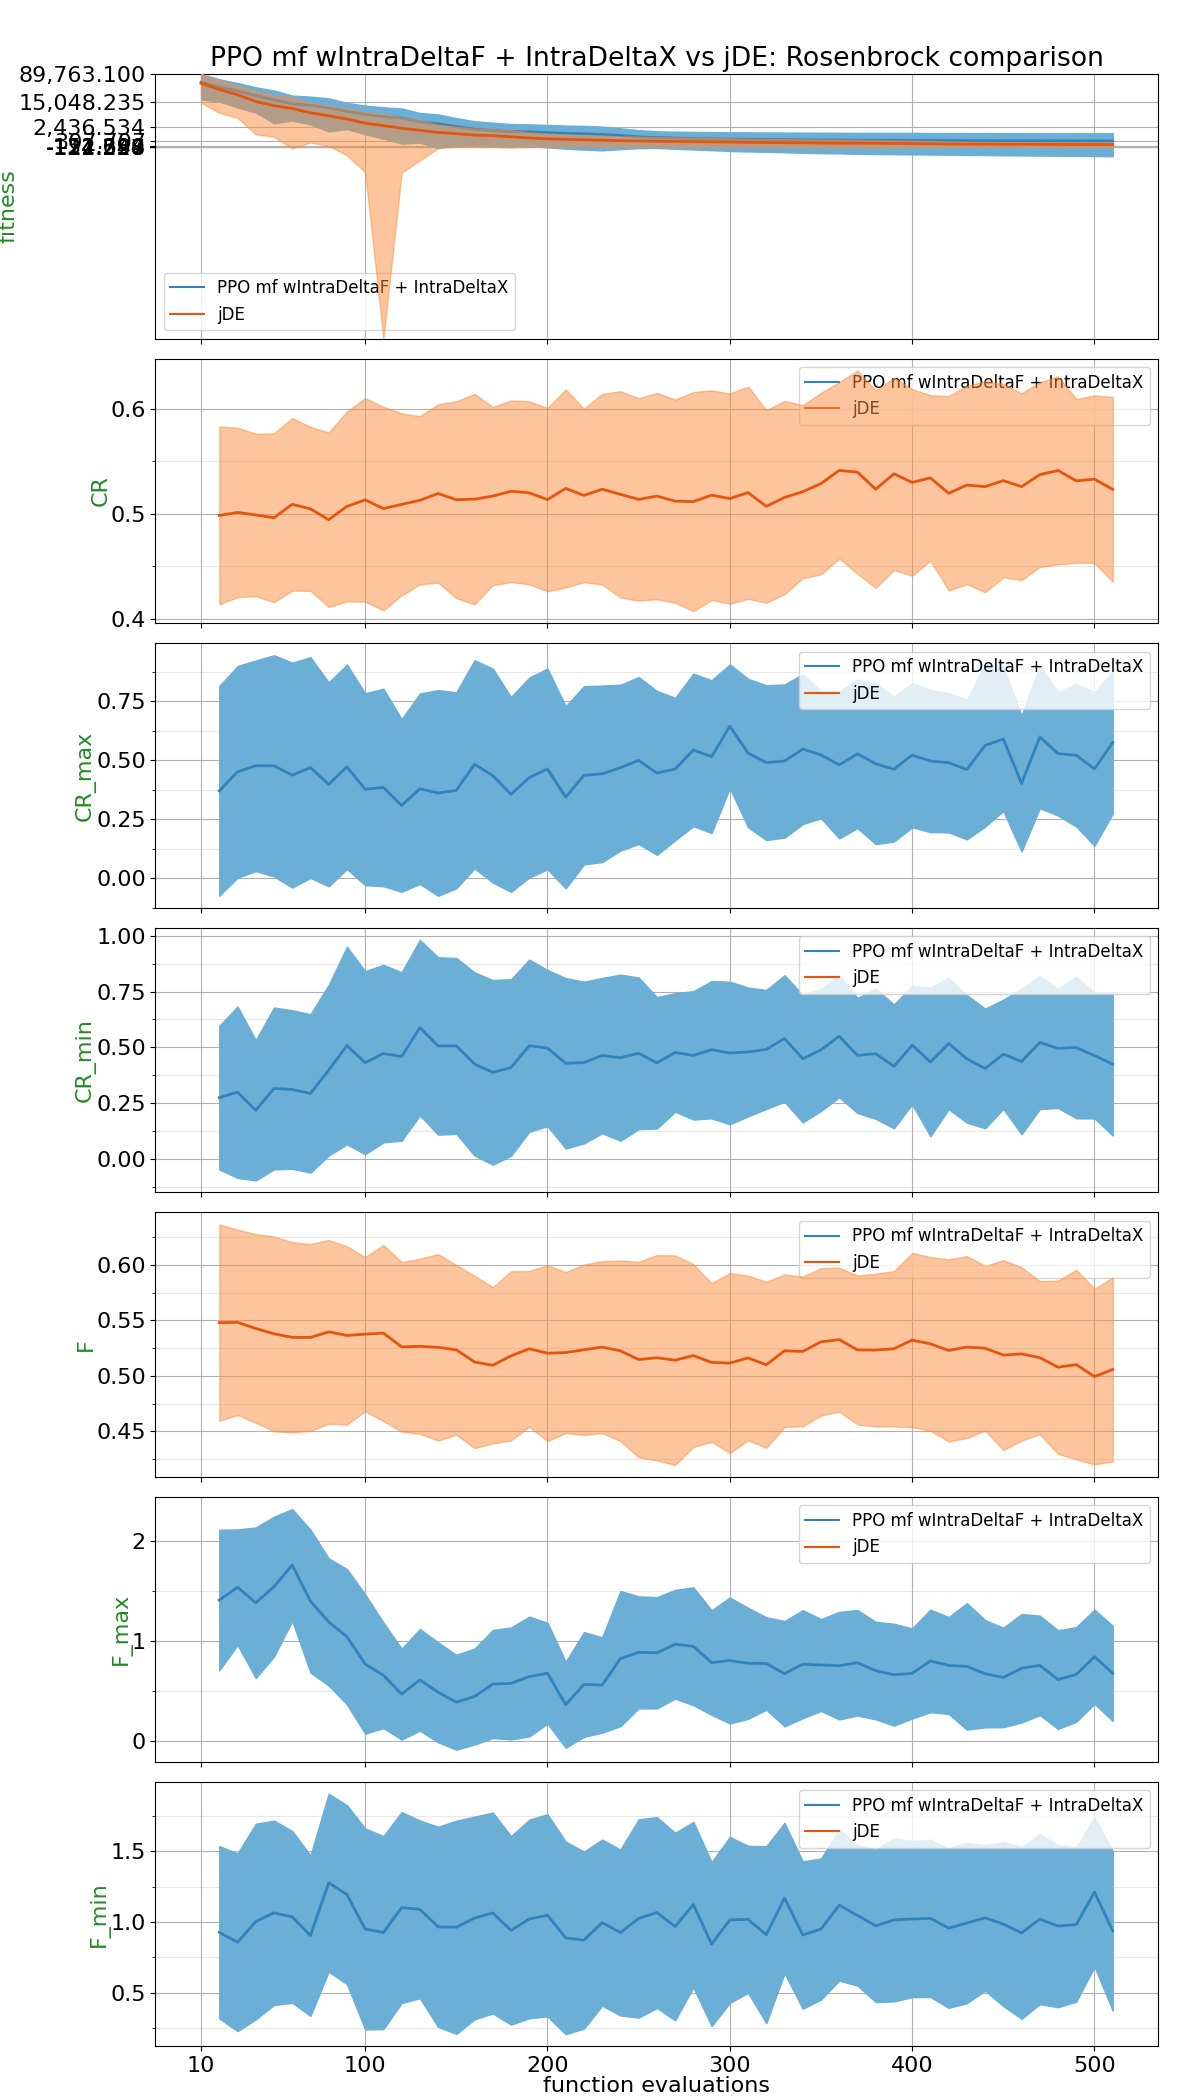 PPO mf wIntraDeltaF + IntraDeltaX vs jDE: Rosenbrock comparison
89,763.100
15,048.235
2,436.534
fitness
PPO mf wIntraDeltaF + IntraDeltaX
jDE
PPO mf wIntraDeltaF + IntraDeltaX
jDE
0.6
0.5
0.4
CR
PPO mf wIntraDeltaF + IntraDeltaX
jDE
0.75
0.50
0.25
0.00
CR_max
PPO mf wIntraDeltaF + IntraDeltaX
jDE
1.00
0.75
0.50
0.25
0.00
CR_min
PPO mf wIntraDeltaF + IntraDeltaX
jDE
0.60
0.55
0.50
0.45
F
PPO mf wIntraDeltaF + IntraDeltaX
jDE
2
1
0
F_max
PPO mf wIntraDeltaF + IntraDeltaX
jDE
1.5
1.0
0.5
F_min
10 100 200 300 400 500
function evaluations